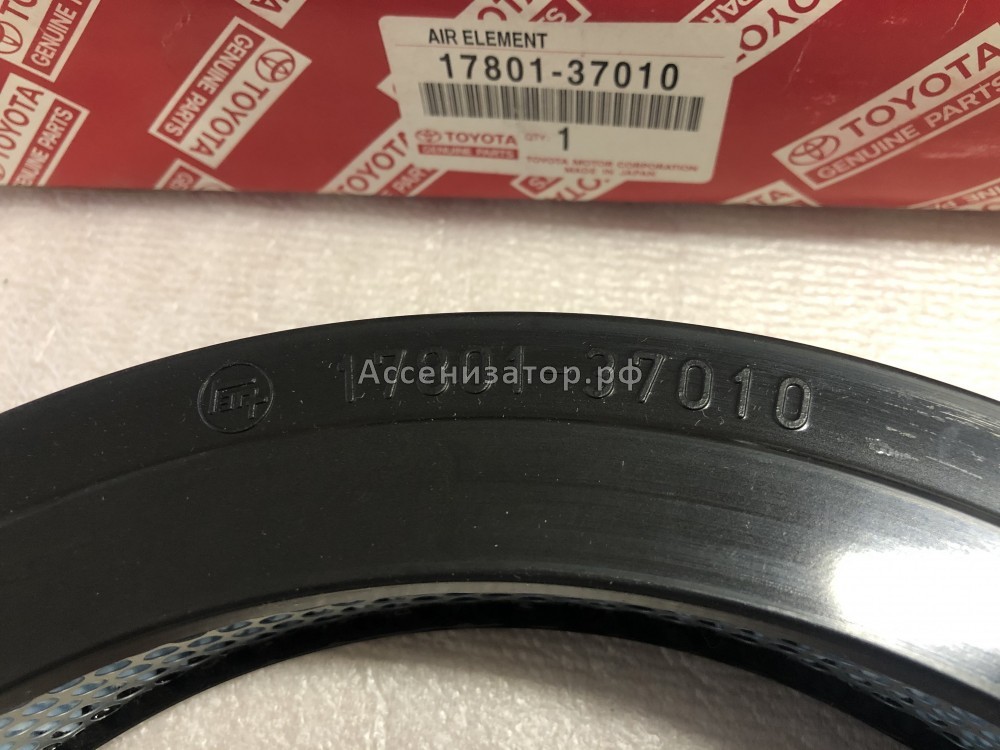 TOYOTA
GENUINE PARTS
TOYOTA
GENUINE PARTS
AIR ELEMENT
17801-37010
TOYOTA
GENUINE PARTS
QTY. 1
TOYOTA MOTOR CORPORATION
MADE IN JAPAN
TOYOTA
TOYOTA
GENUINE PARTS
17801-37010
Ассенизатор.рф